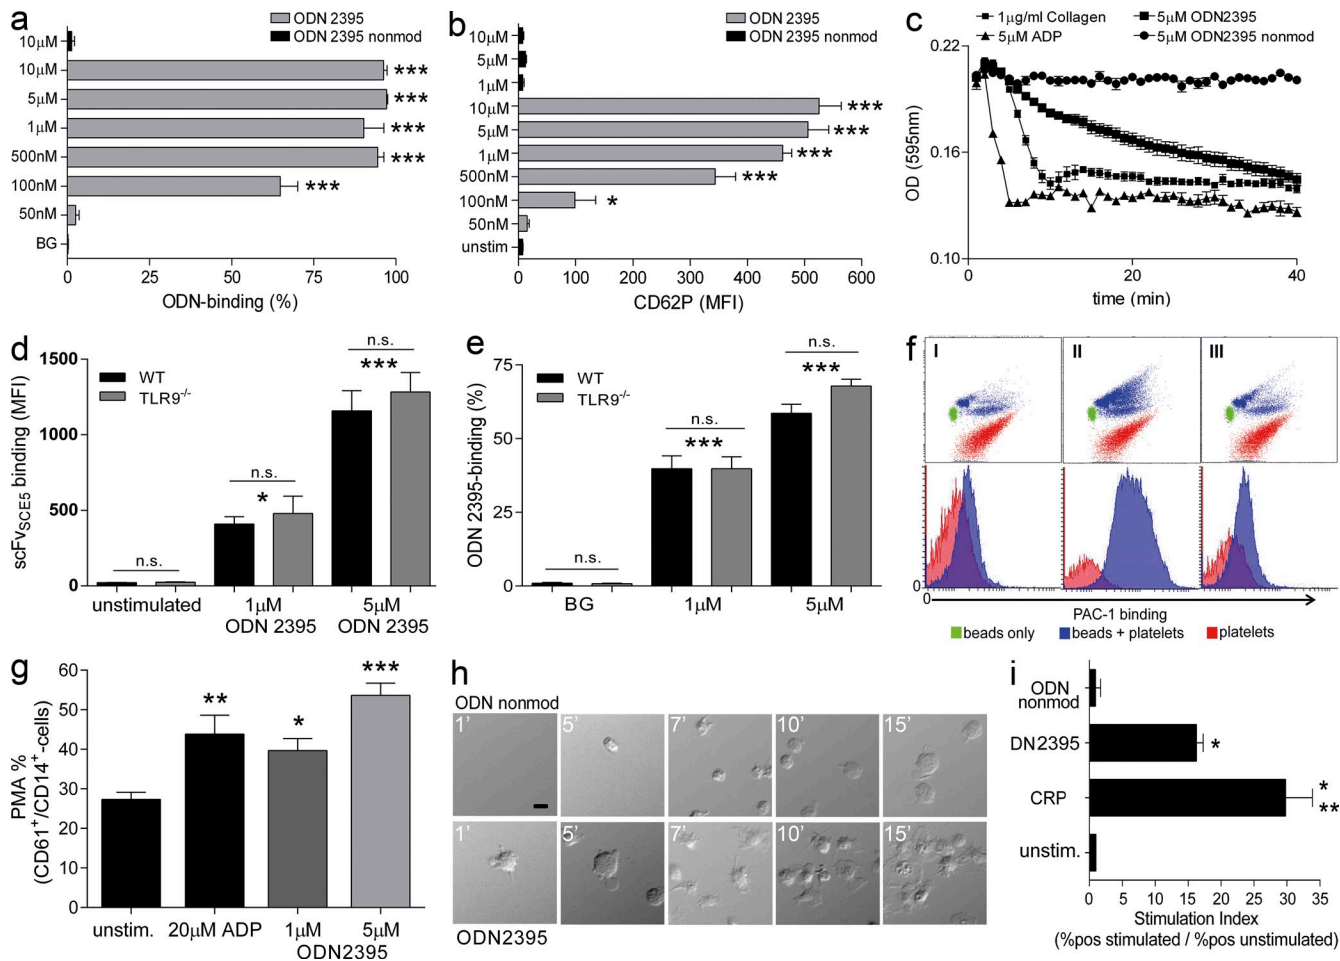 a
ODN 2395
ODN 2395 nonmod
10µM
10µM
***
5µM
***
1µM
***
500nM
***
100nM
***
50nM
BG
0 25 50 75 100
ODN-binding (%)
b
ODN 2395
ODN 2395 nonmod
10µM
5µM
1µM
10µM
***
5µM
***
1µM
***
500nM
***
100nM
*
50nM
unstim
0 100 200 300 400 500 600
CD62P (MFI)
c
1µg/ml Collagen
5µM ODN2395
5µM ADP
5µM ODN2395 nonmod
0.22
0.16
0.10
OD (595nm)
0 20 40
time (min)
d
1500
1000
500
0
scFvSCE5 binding (MFI)
WT
TLR9-/-
n.s.
n.s.
*
n.s.
***
unstimulated 1µM 5µM
ODN 2395 ODN 2395
e
75
50
25
0
ODN 2395-binding (%)
WT
TLR9-/-
n.s.
n.s.
***
n.s.
***
BG 1µM 5µM
f
I II III
0
0
PAC-1 binding
beads only beads + platelets platelets
g
60
50
40
30
20
10
0
PMA %
(CD61+/CD14+-cells)
**
*
***
unstim. 20µM ADP 1µM 5µM
ODN2395
h
ODN nonmod
1' 5' 7' 10' 15'
1' 5' 7' 10' 15'
ODN2395
i
ODN
nonmod
DN2395
*
CRP
*
**
unstim.
0 5 10 15 20 25 30 35
Stimulation Index
(%pos stimulated / %pos unstimulated)